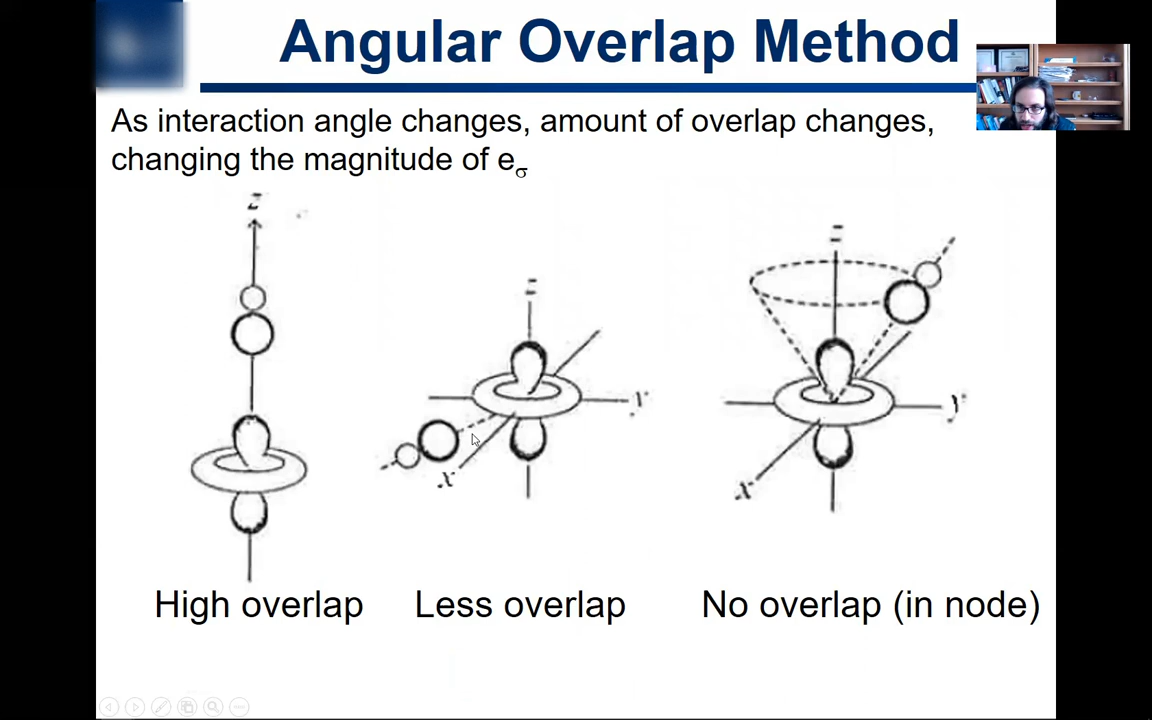 Angular Overlap Method
As interaction angle changes, amount of overlap changes,
changing the magnitude of eσ
z
z
z
y
y
x
x
High overlap
Less overlap
No overlap (in node)